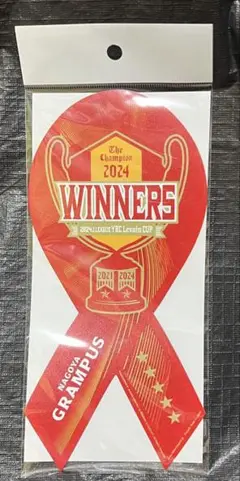 The
Champion
2024
WINNERS
2024 J.LEAGUE YBC Levain CUP
2021 2024
NAGOYA
GRAMPUS